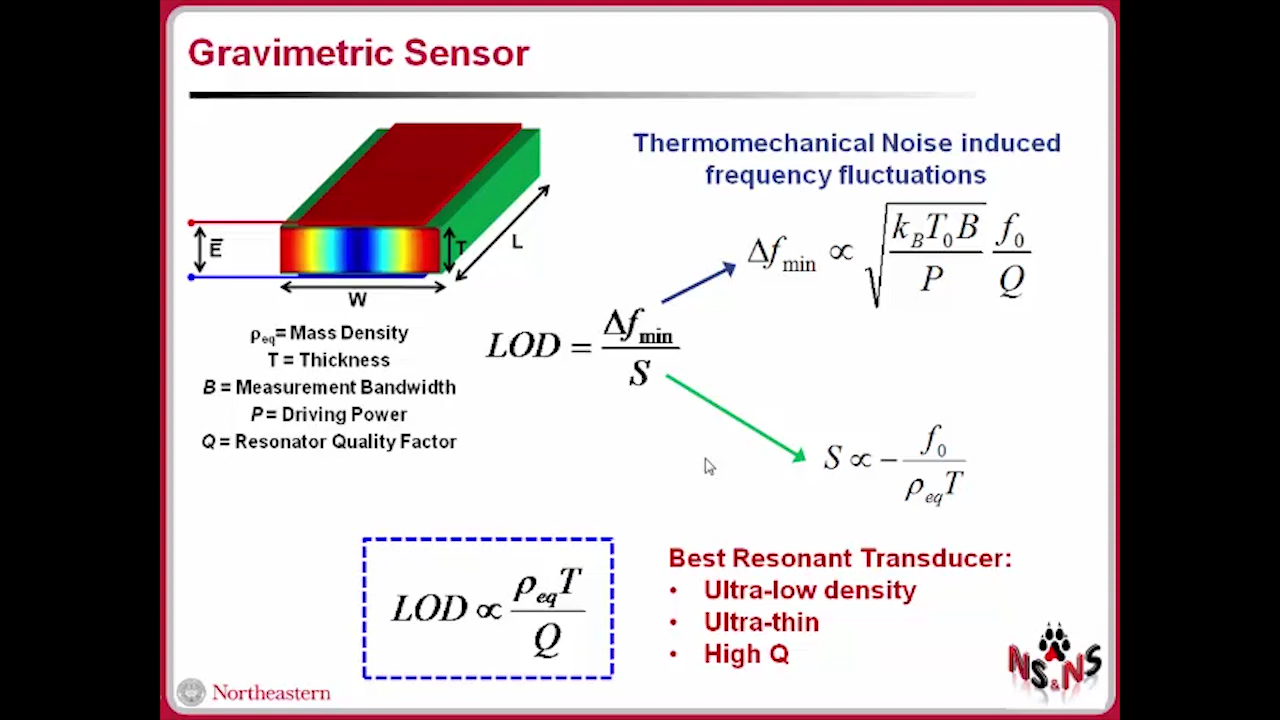 Gravimetric Sensor
Thermomechanical Noise induced
frequency fluctuations
E̅
T
L
W
Δf_min ∝ √(k_B T_0 B / P) f_0 / Q
ρ_eq = Mass Density
T = Thickness
B = Measurement Bandwidth
P = Driving Power
Q = Resonator Quality Factor
LOD = Δf_min / S
S ∝ − f_0 / ρ_eq T
LOD ∝ ρ_eq T / Q
Best Resonant Transducer:
• Ultra-low density
• Ultra-thin
• High Q
Northeastern
NS&NS